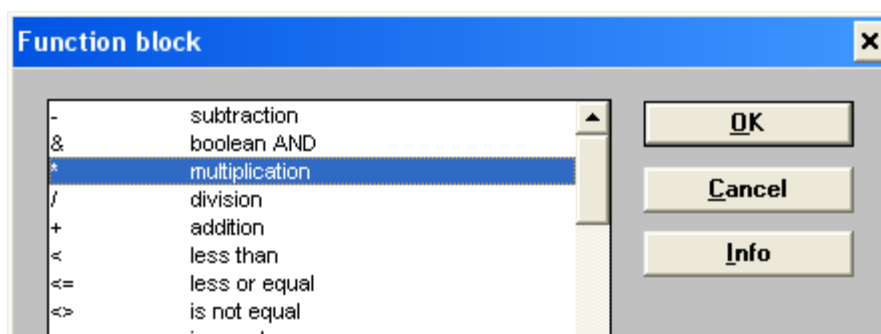 Function block
- subtraction
& boolean AND
* multiplication
/ division
+ addition
< less than
<= less or equal
<> is not equal
OK
Cancel
Info